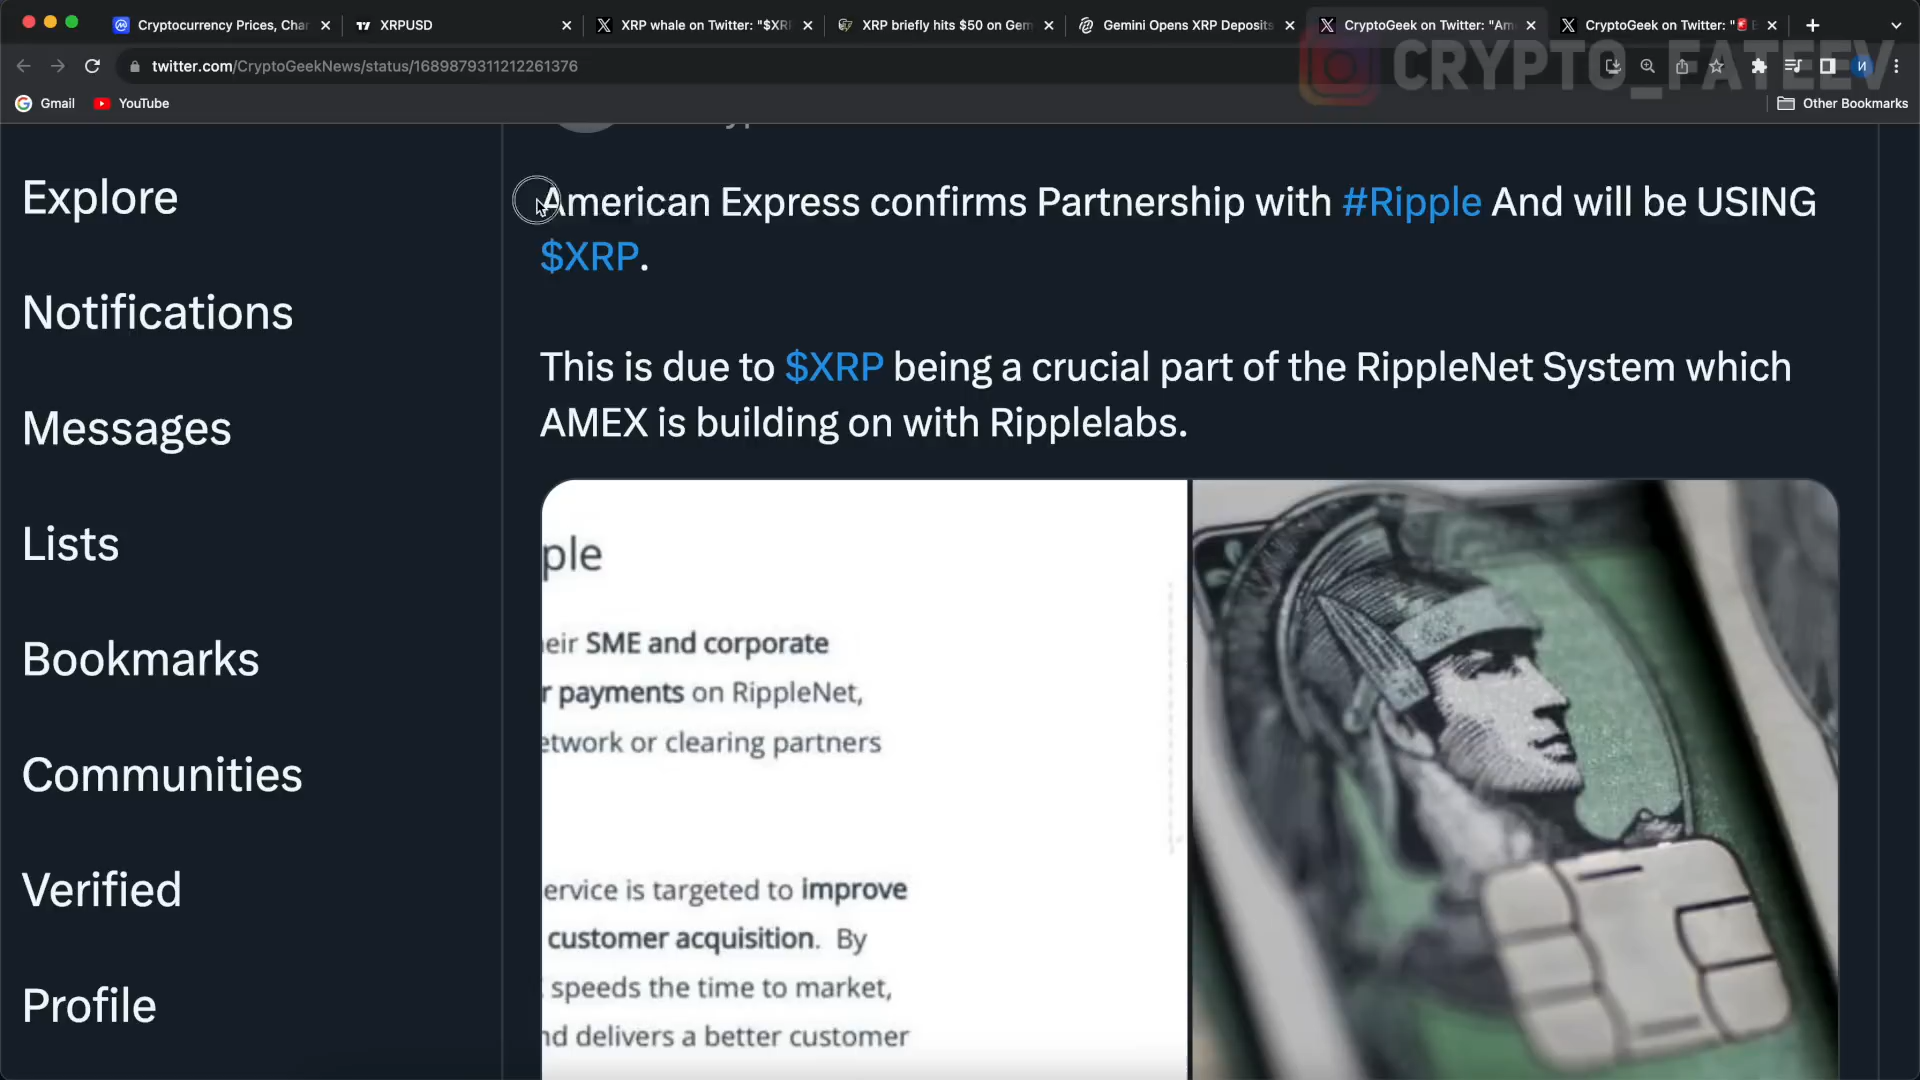 Cryptocurrency Prices, Char
XRPUSD
XRP whale on Twitter: "$XR
XRP briefly hits $50 on Gem
Gemini Opens XRP Deposits
CryptoGeek on Twitter: "Am
CryptoGeek on Twitter: "
twitter.com/CryptoGeekNews/status/1689879311212261376
CRYPTO_FATEEV
Gmail
YouTube
Other Bookmarks
Explore
Notifications
Messages
Lists
Bookmarks
Communities
Verified
Profile
American Express confirms Partnership with #Ripple And will be USING
$XRP.
This is due to $XRP being a crucial part of the RippleNet System which
AMEX is building on with Ripplelabs.
ple
eir SME and corporate
r payments on RippleNet,
etwork or clearing partners
ervice is targeted to improve
customer acquisition. By
speeds the time to market,
nd delivers a better customer